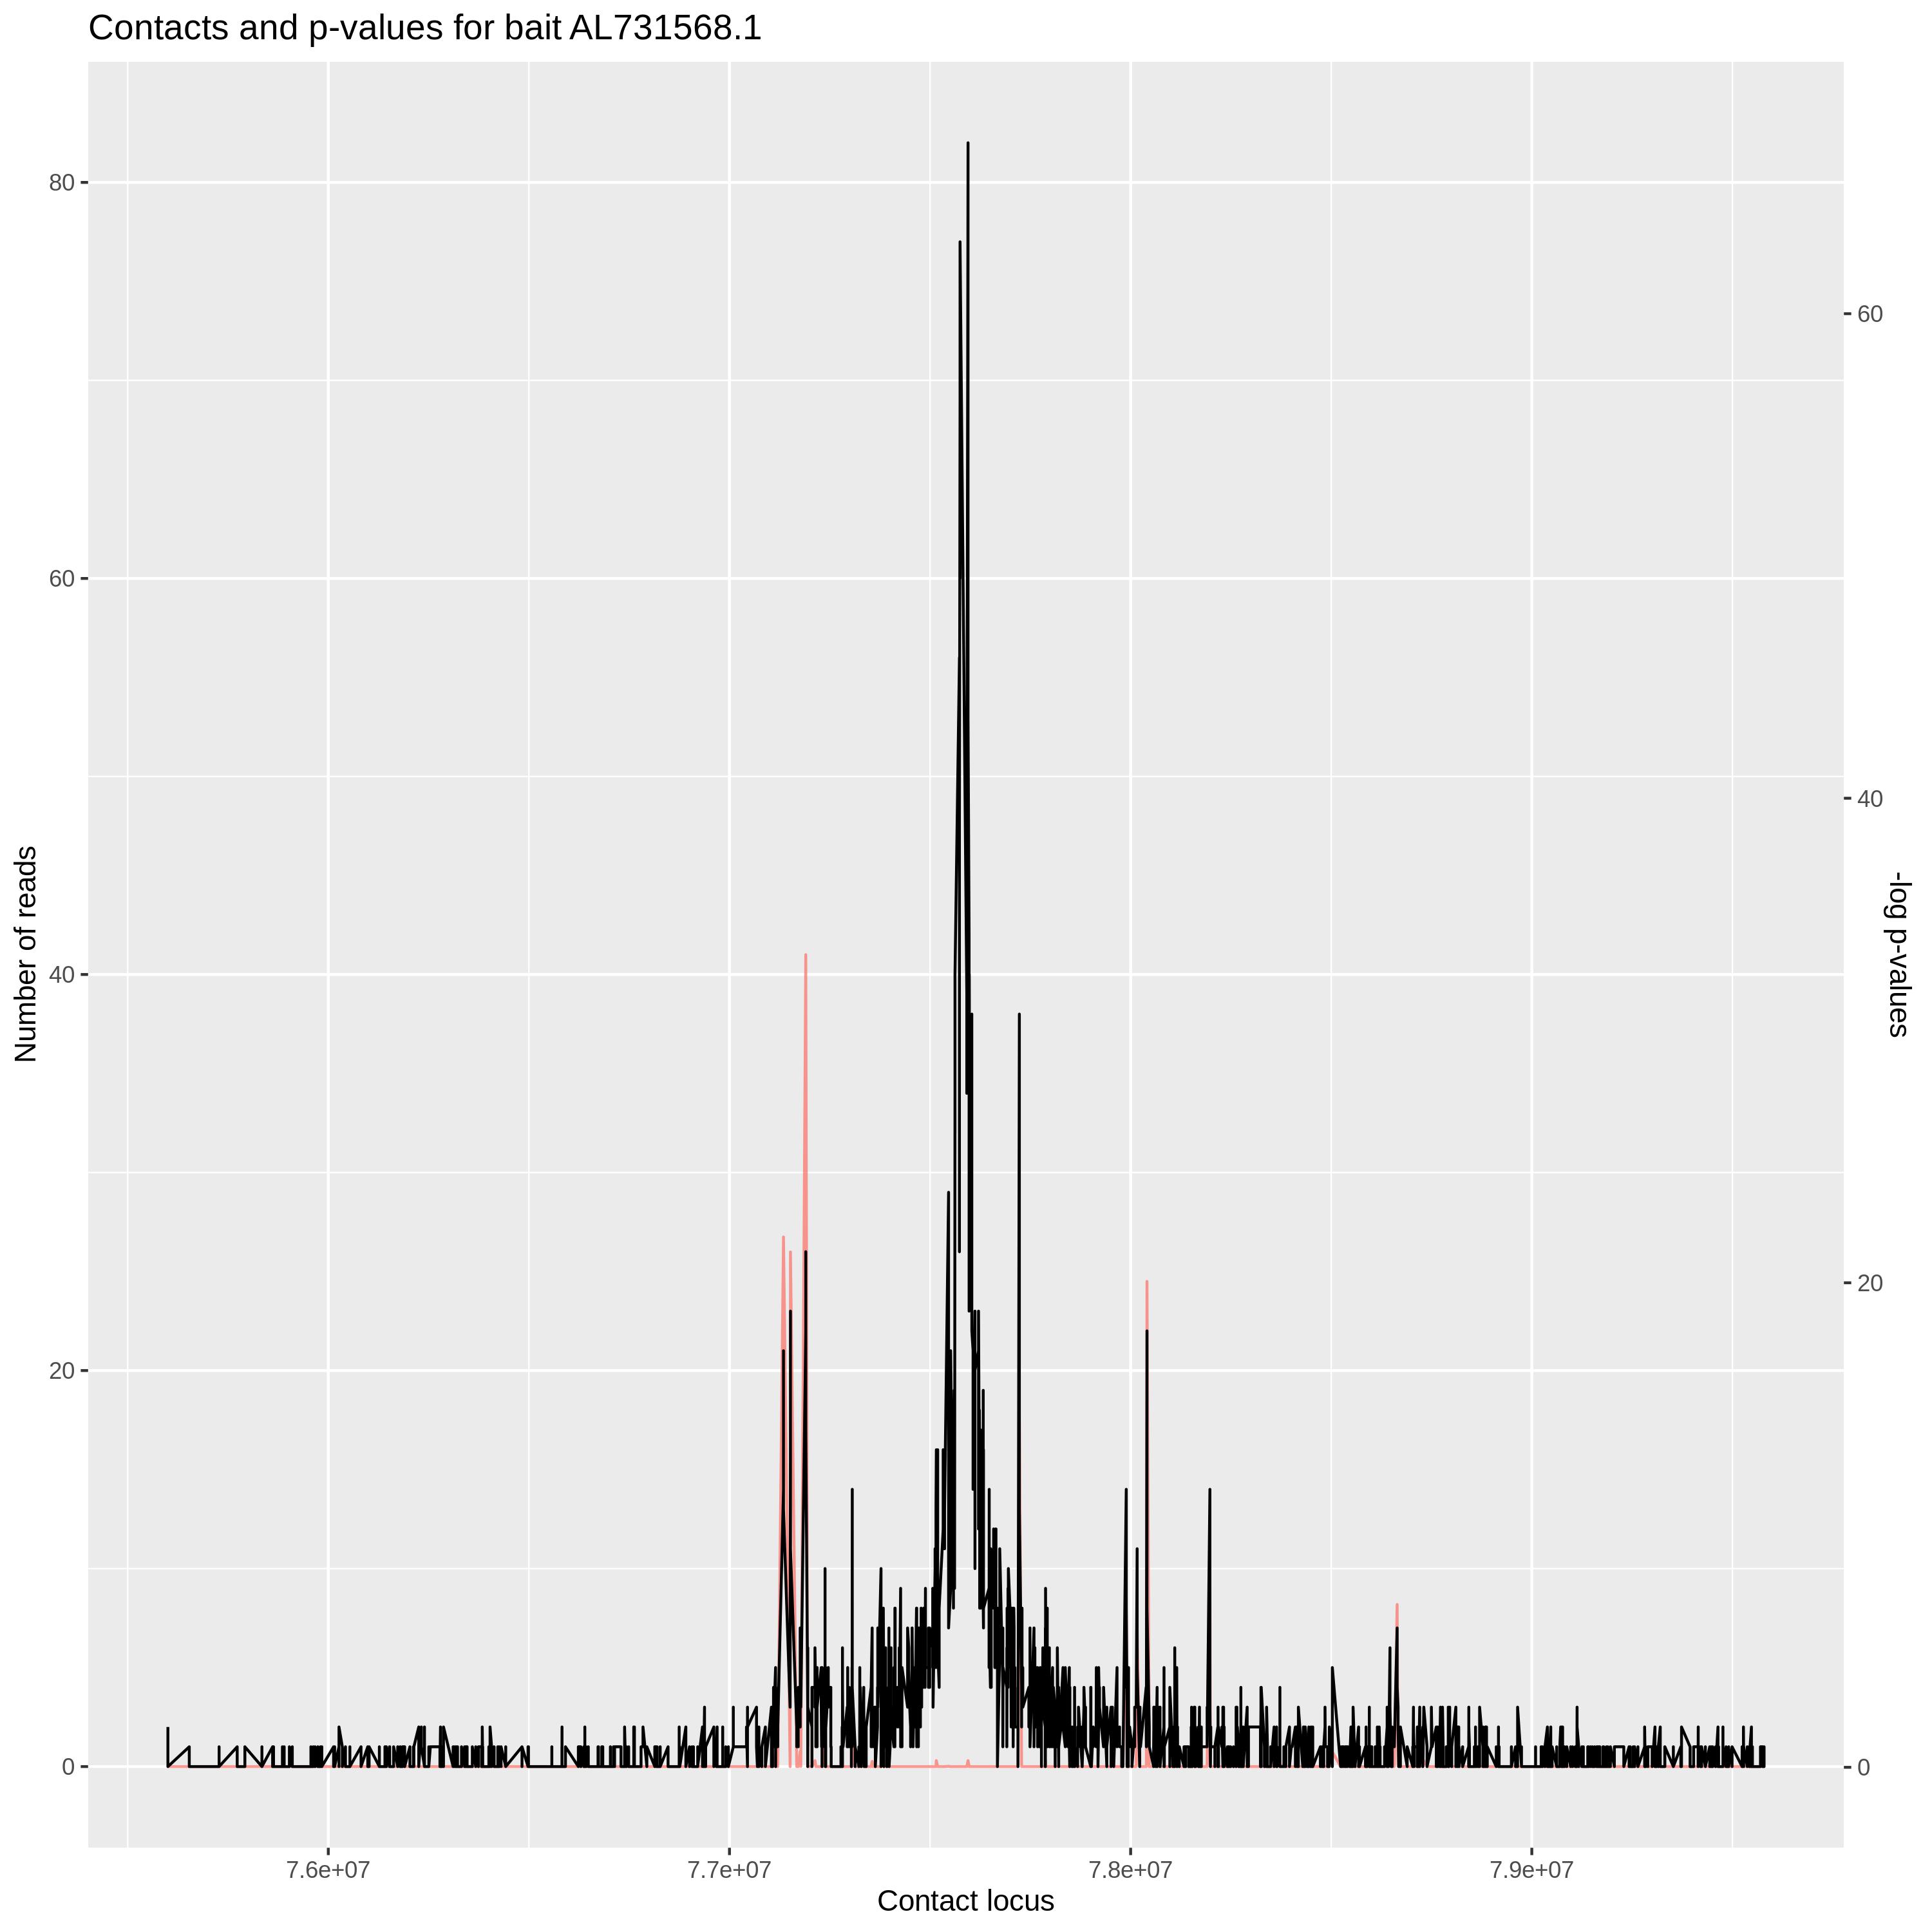 Contacts and p-values for bait AL731568.1
80
60
40
20
0
Number of reads
60
40
20
0
-log p-values
7.6e+07
7.7e+07
7.8e+07
7.9e+07
Contact locus